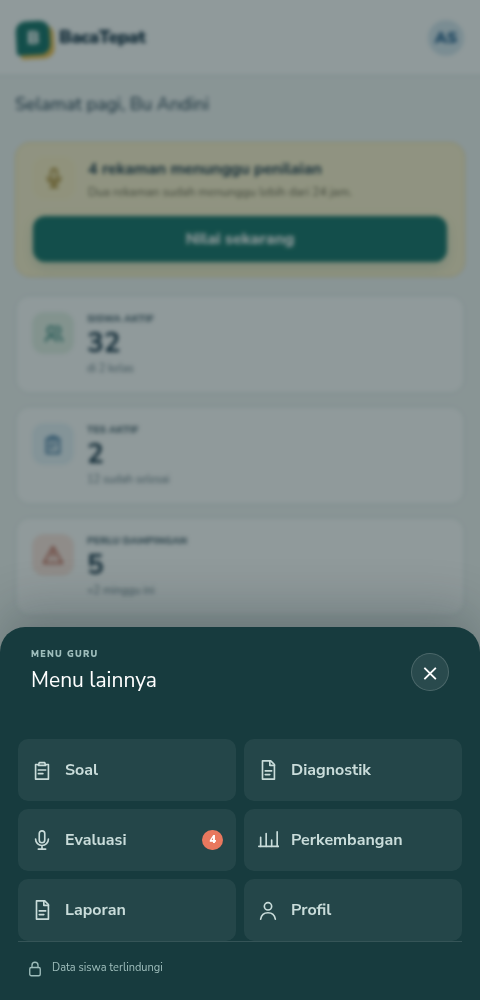 B BacaTepat
AS
Selamat pagi, Bu Andini
4 rekaman menunggu penilaian
Dua rekaman sudah menunggu lebih dari 24 jam.
Nilai sekarang
SISWA AKTIF
32
di 2 kelas
TES AKTIF
2
12 sudah selesai
PERLU DAMPINGAN
5
+2 minggu ini
MENU GURU
Menu lainnya
Soal
Diagnostik
Evaluasi
4
Perkembangan
Laporan
Profil
Data siswa terlindungi